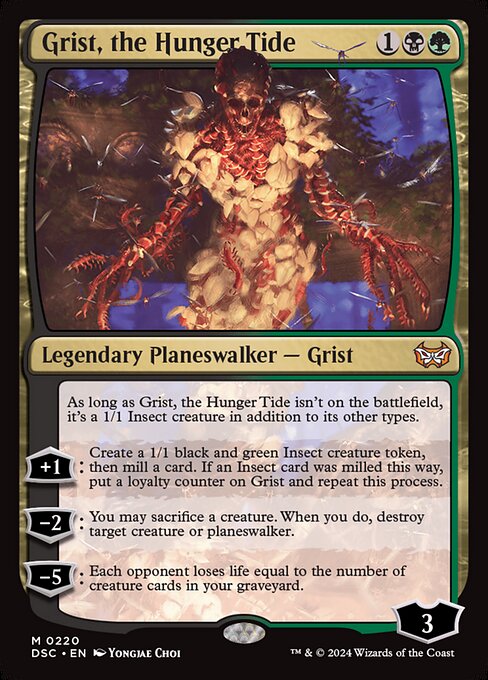 Grist, the Hunger Tide 1
Legendary Planeswalker — Grist
As long as Grist, the Hunger Tide isn't on the battlefield,
it's a 1/1 Insect creature in addition to its other types.
+1: Create a 1/1 black and green Insect creature token,
then mill a card. If an Insect card was milled this way,
put a loyalty counter on Grist and repeat this process.
−2: You may sacrifice a creature. When you do, destroy
target creature or planeswalker.
−5: Each opponent loses life equal to the number of
creature cards in your graveyard.
3
M 0220
DSC • EN Yongjae Choi
™ & © 2024 Wizards of the Coast